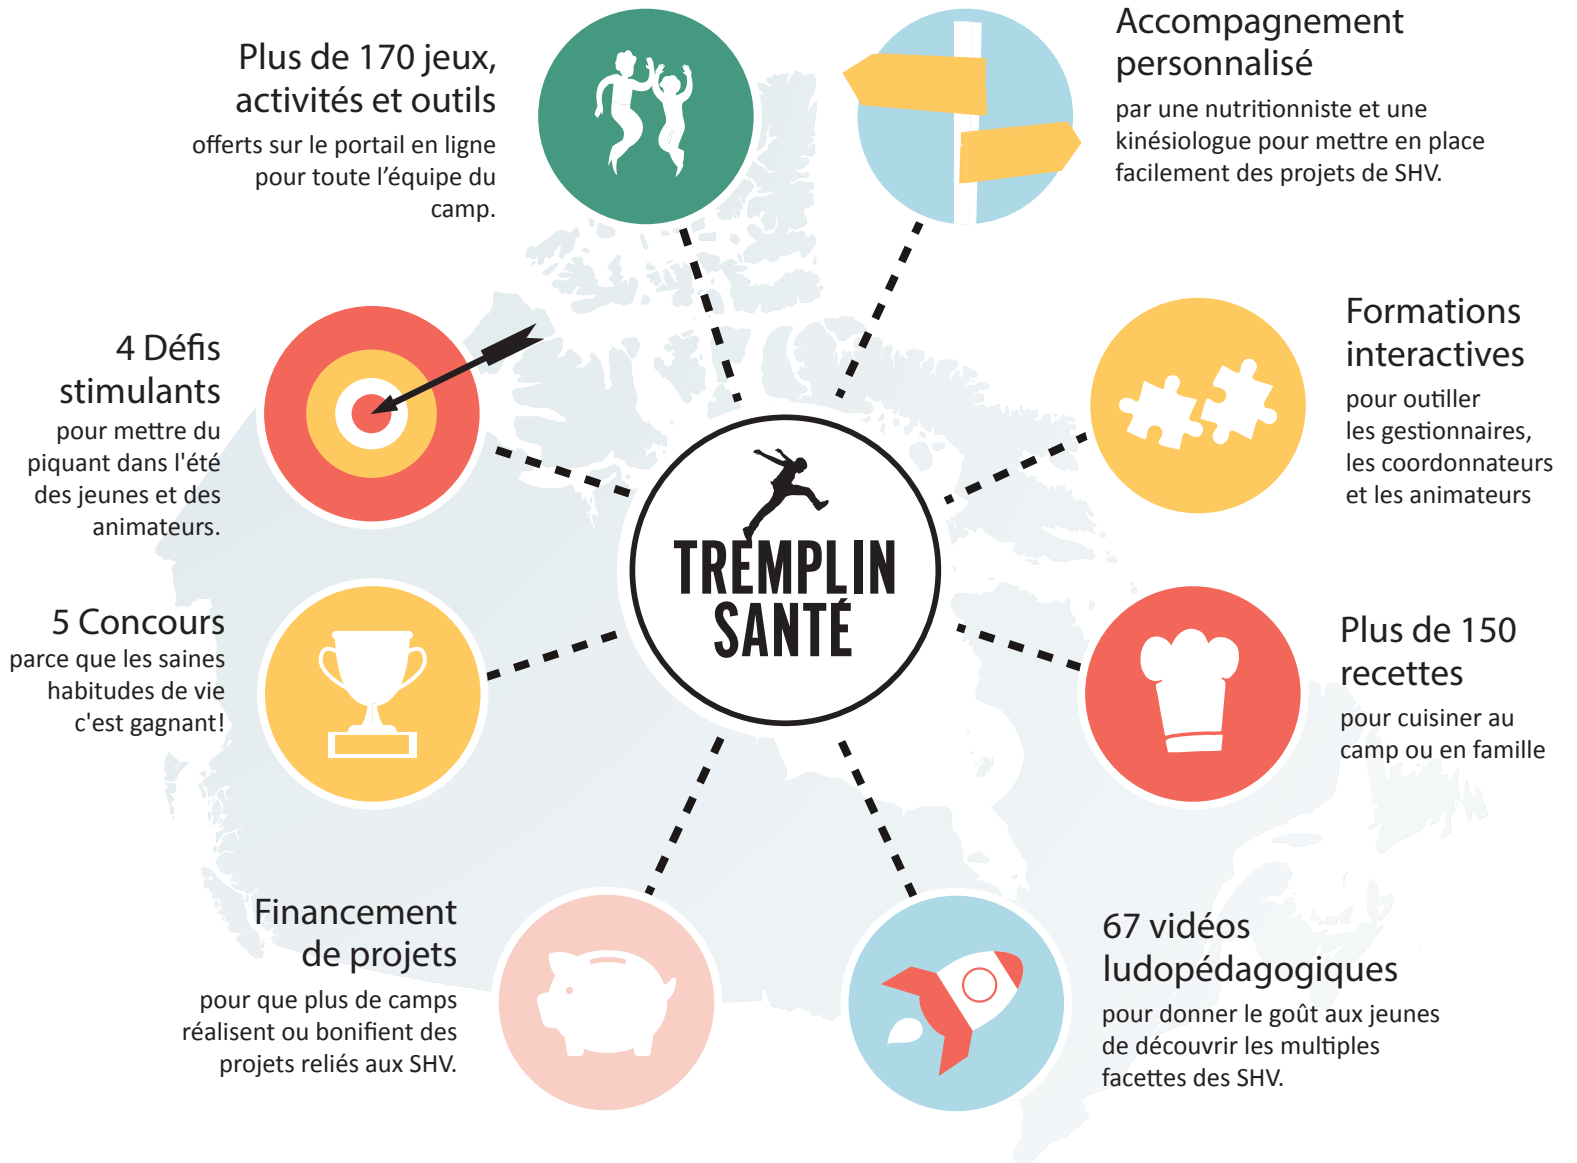 Plus de 170 jeux,
activités et outils
offerts sur le portail en ligne
pour toute l’équipe du
camp.
Accompagnement
personnalisé
par une nutritionniste et une
kinésiologue pour mettre en place
facilement des projets de SHV.
4 Défis
stimulants
pour mettre du
piquant dans l'été
des jeunes et des
animateurs.
Formations
interactives
pour outiller
les gestionnaires,
les coordonnateurs
et les animateurs
TREMPLIN
SANTÉ
5 Concours
parce que les saines
habitudes de vie
c'est gagnant!
Plus de 150
recettes
pour cuisiner au
camp ou en famille
Financement
de projets
pour que plus de camps
réalisent ou bonifient des
projets reliés aux SHV.
67 vidéos
ludopédagogiques
pour donner le goût aux jeunes
de découvrir les multiples
facettes des SHV.